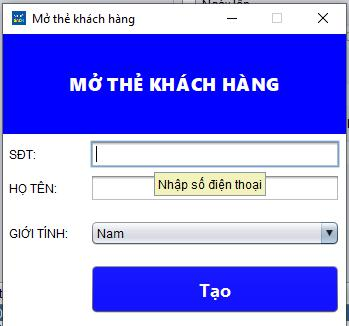 Mở thẻ khách hàng
MỞ THẺ KHÁCH HÀNG
SĐT:
Nhập số điện thoại
HỌ TÊN:
GIỚI TÍNH:
Nam
Tạo